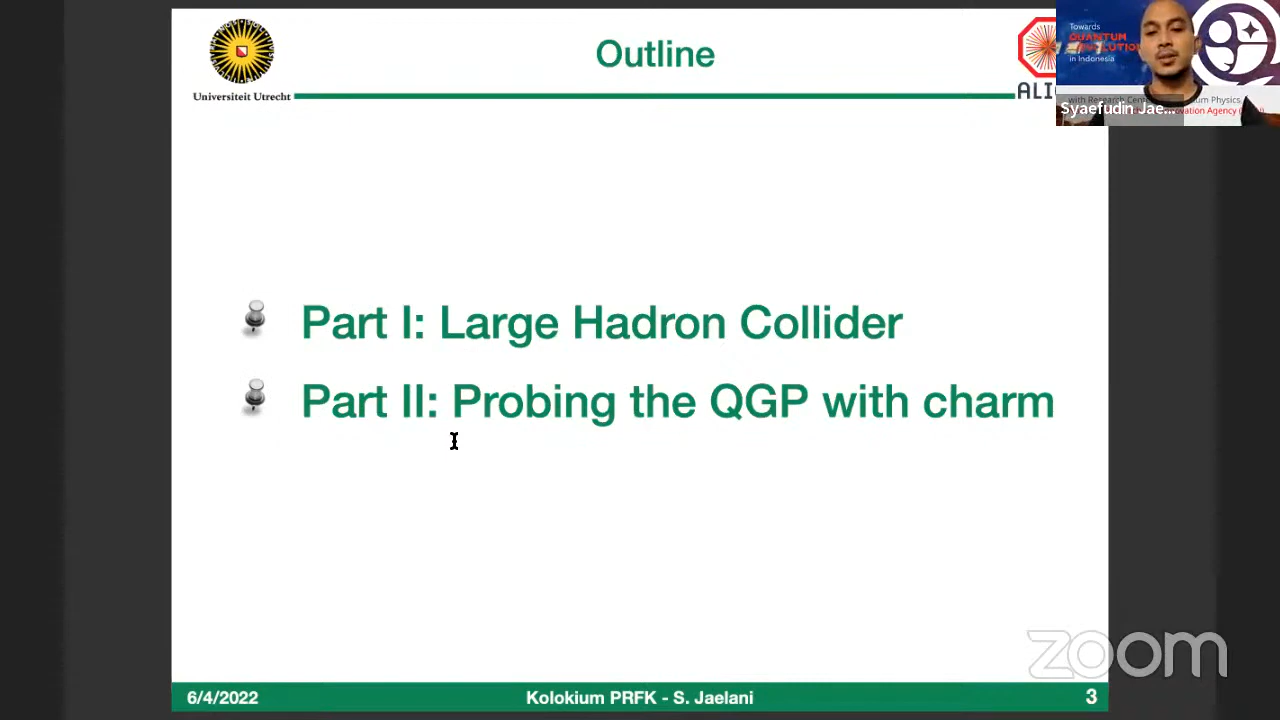 Outline
Universiteit Utrecht
Towards
QUANTUM
in Indonesia
Syaefudin Jae...
Part I: Large Hadron Collider
Part II: Probing the QGP with charm
zoom
6/4/2022
Kolokium PRFK - S. Jaelani
3